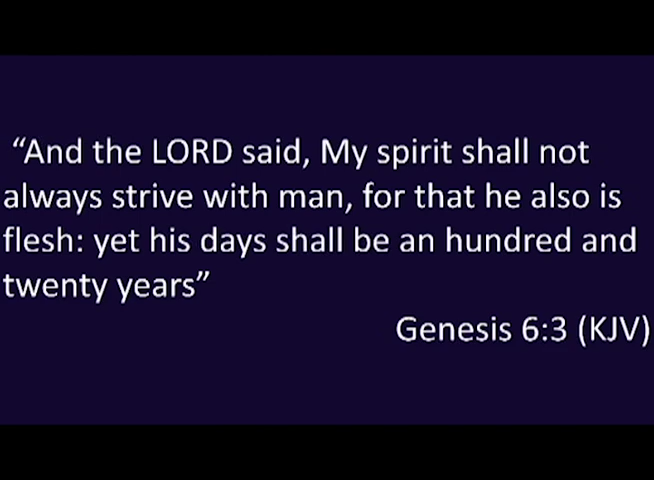 “And the LORD said, My spirit shall not
always strive with man, for that he also is
flesh: yet his days shall be an hundred and
twenty years”
Genesis 6:3 (KJV)